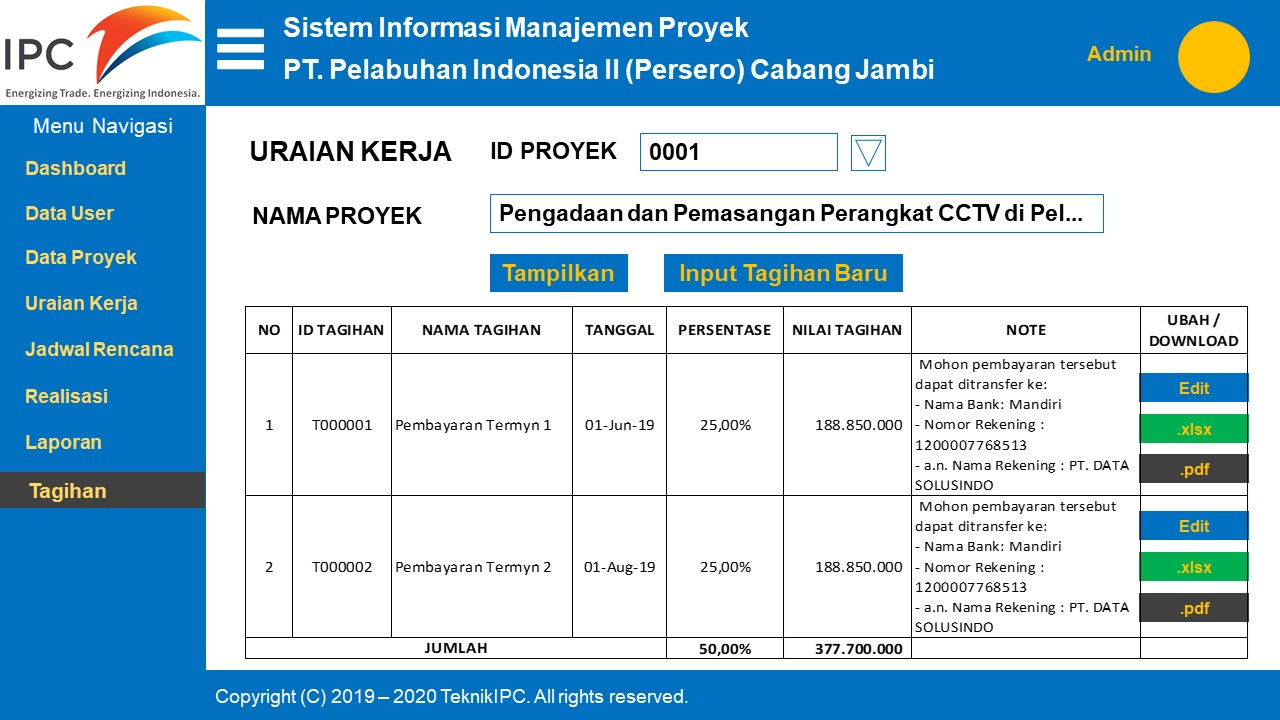 IPC
Energizing Trade. Energizing Indonesia.
Sistem Informasi Manajemen Proyek
PT. Pelabuhan Indonesia II (Persero) Cabang Jambi
Admin
Menu Navigasi
Dashboard
Data User
Data Proyek
Uraian Kerja
Jadwal Rencana
Realisasi
Laporan
Tagihan
URAIAN KERJA
ID PROYEK
0001
NAMA PROYEK
Pengadaan dan Pemasangan Perangkat CCTV di Pel...
Tampilkan
Input Tagihan Baru
NO ID TAGIHAN NAMA TAGIHAN TANGGAL PERSENTASE NILAI TAGIHAN NOTE UBAH /
DOWNLOAD
1 T000001 Pembayaran Termyn 1 01-Jun-19 25,00% 188.850.000
Mohon pembayaran tersebut
dapat ditransfer ke:
- Nama Bank: Mandiri
- Nomor Rekening :
1200007768513
- a.n. Nama Rekening : PT. DATA
SOLUSINDO
Edit
.xlsx
.pdf
2 T000002 Pembayaran Termyn 2 01-Aug-19 25,00% 188.850.000
Mohon pembayaran tersebut
dapat ditransfer ke:
- Nama Bank: Mandiri
- Nomor Rekening :
1200007768513
- a.n. Nama Rekening : PT. DATA
SOLUSINDO
Edit
.xlsx
.pdf
JUMLAH 50,00% 377.700.000
Copyright (C) 2019 – 2020 TeknikIPC. All rights reserved.